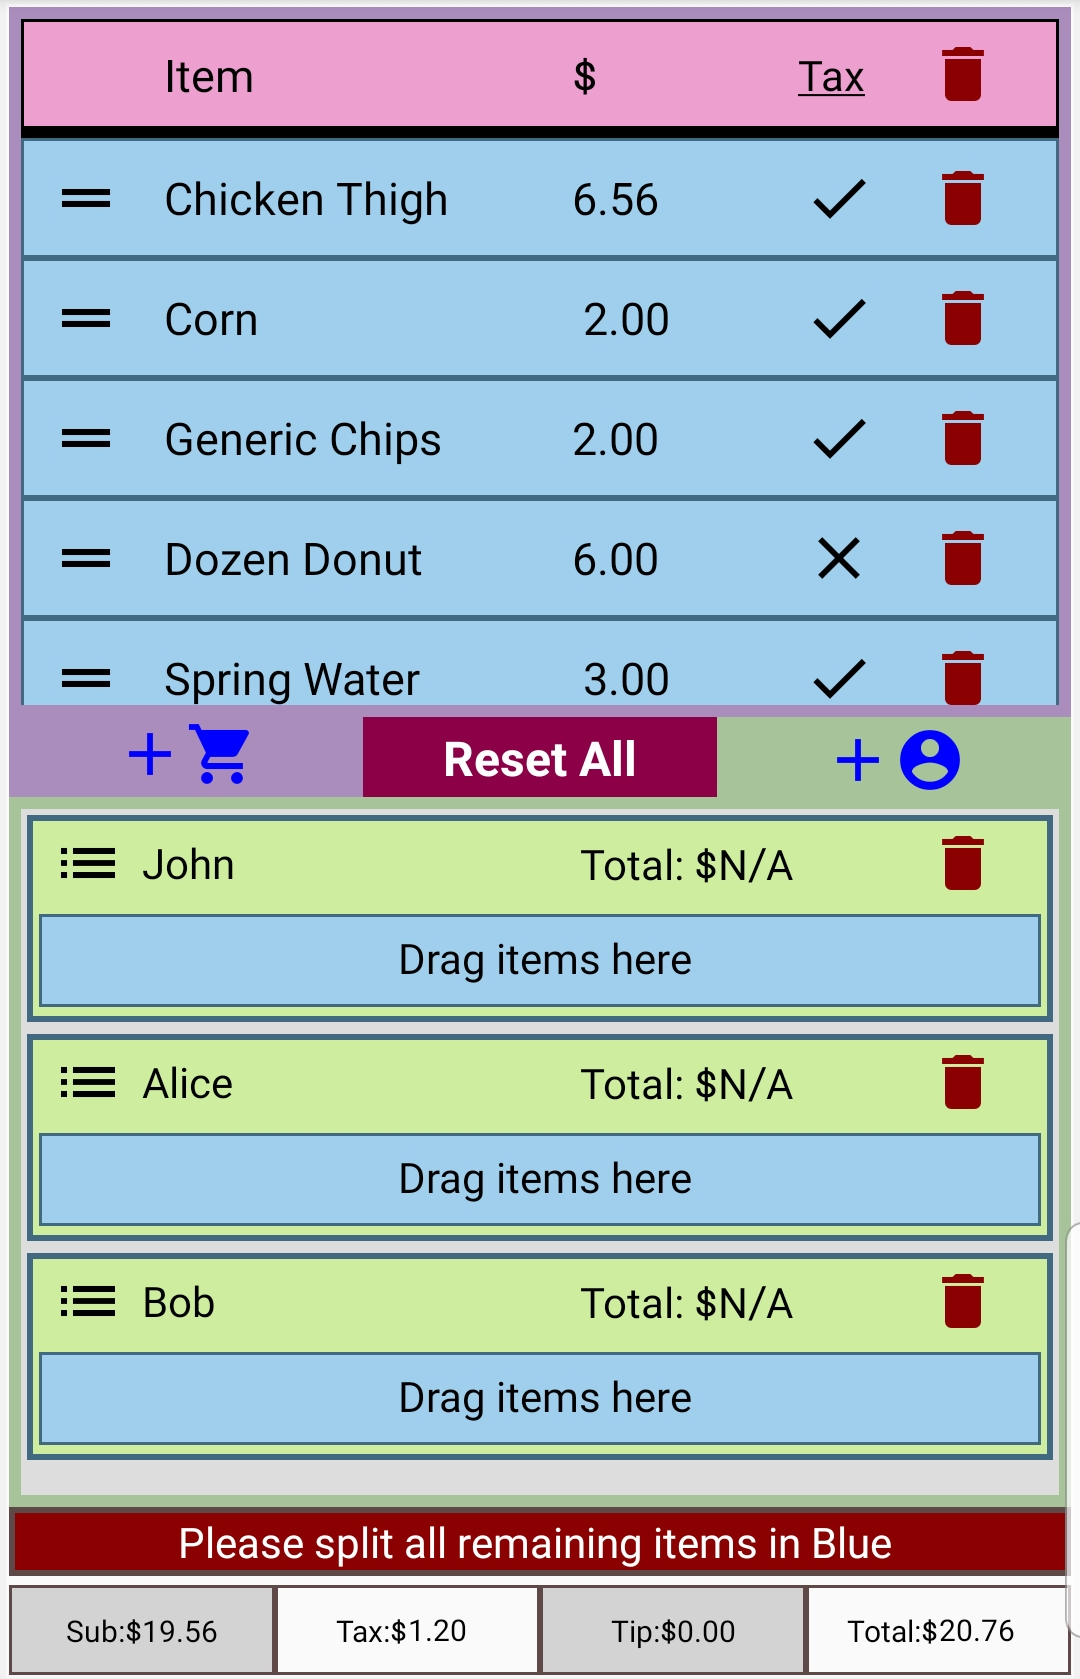 Item $ Tax
Chicken Thigh 6.56
Corn 2.00
Generic Chips 2.00
Dozen Donut 6.00
Spring Water 3.00
Reset All
John Total: $N/A
Drag items here
Alice Total: $N/A
Drag items here
Bob Total: $N/A
Drag items here
Please split all remaining items in Blue
Sub:$19.56 Tax:$1.20 Tip:$0.00 Total:$20.76